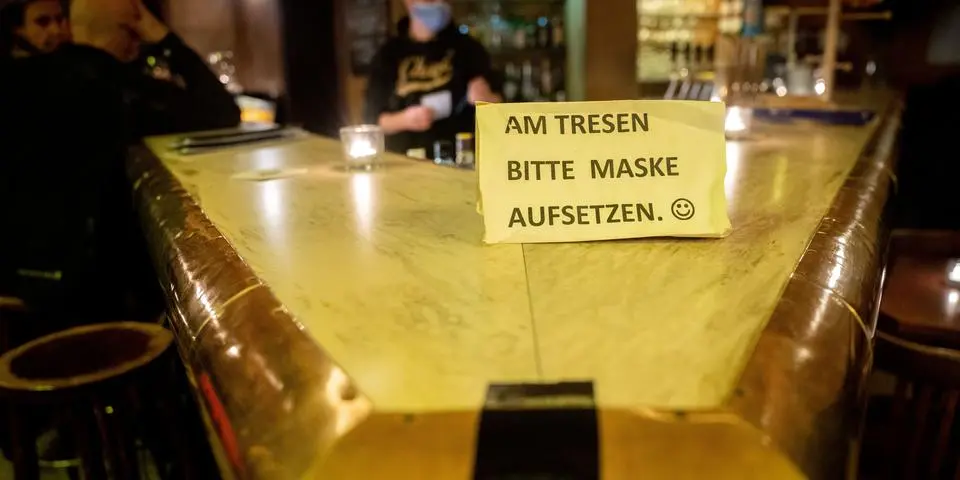 AM TRESEN
BITTE MASKE
AUFSETZEN. ☺